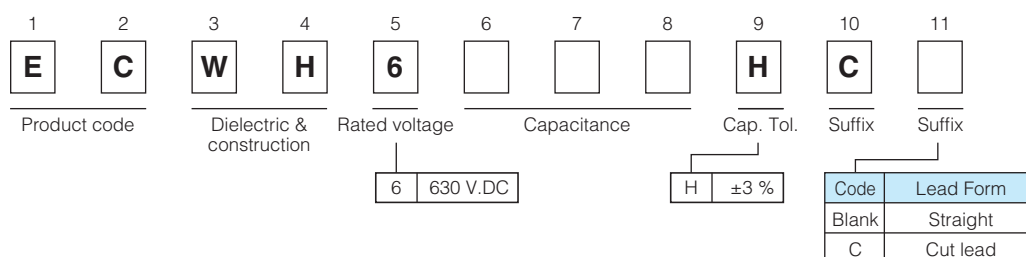 1 2 3 4 5 6 7 8 9 10 11
E C W H 6 H C
Product code Dielectric & Rated voltage Capacitance Cap. Tol. Suffix Suffix
construction
6 630 V.DC H ±3 % Code Lead Form
Blank Straight
C Cut lead